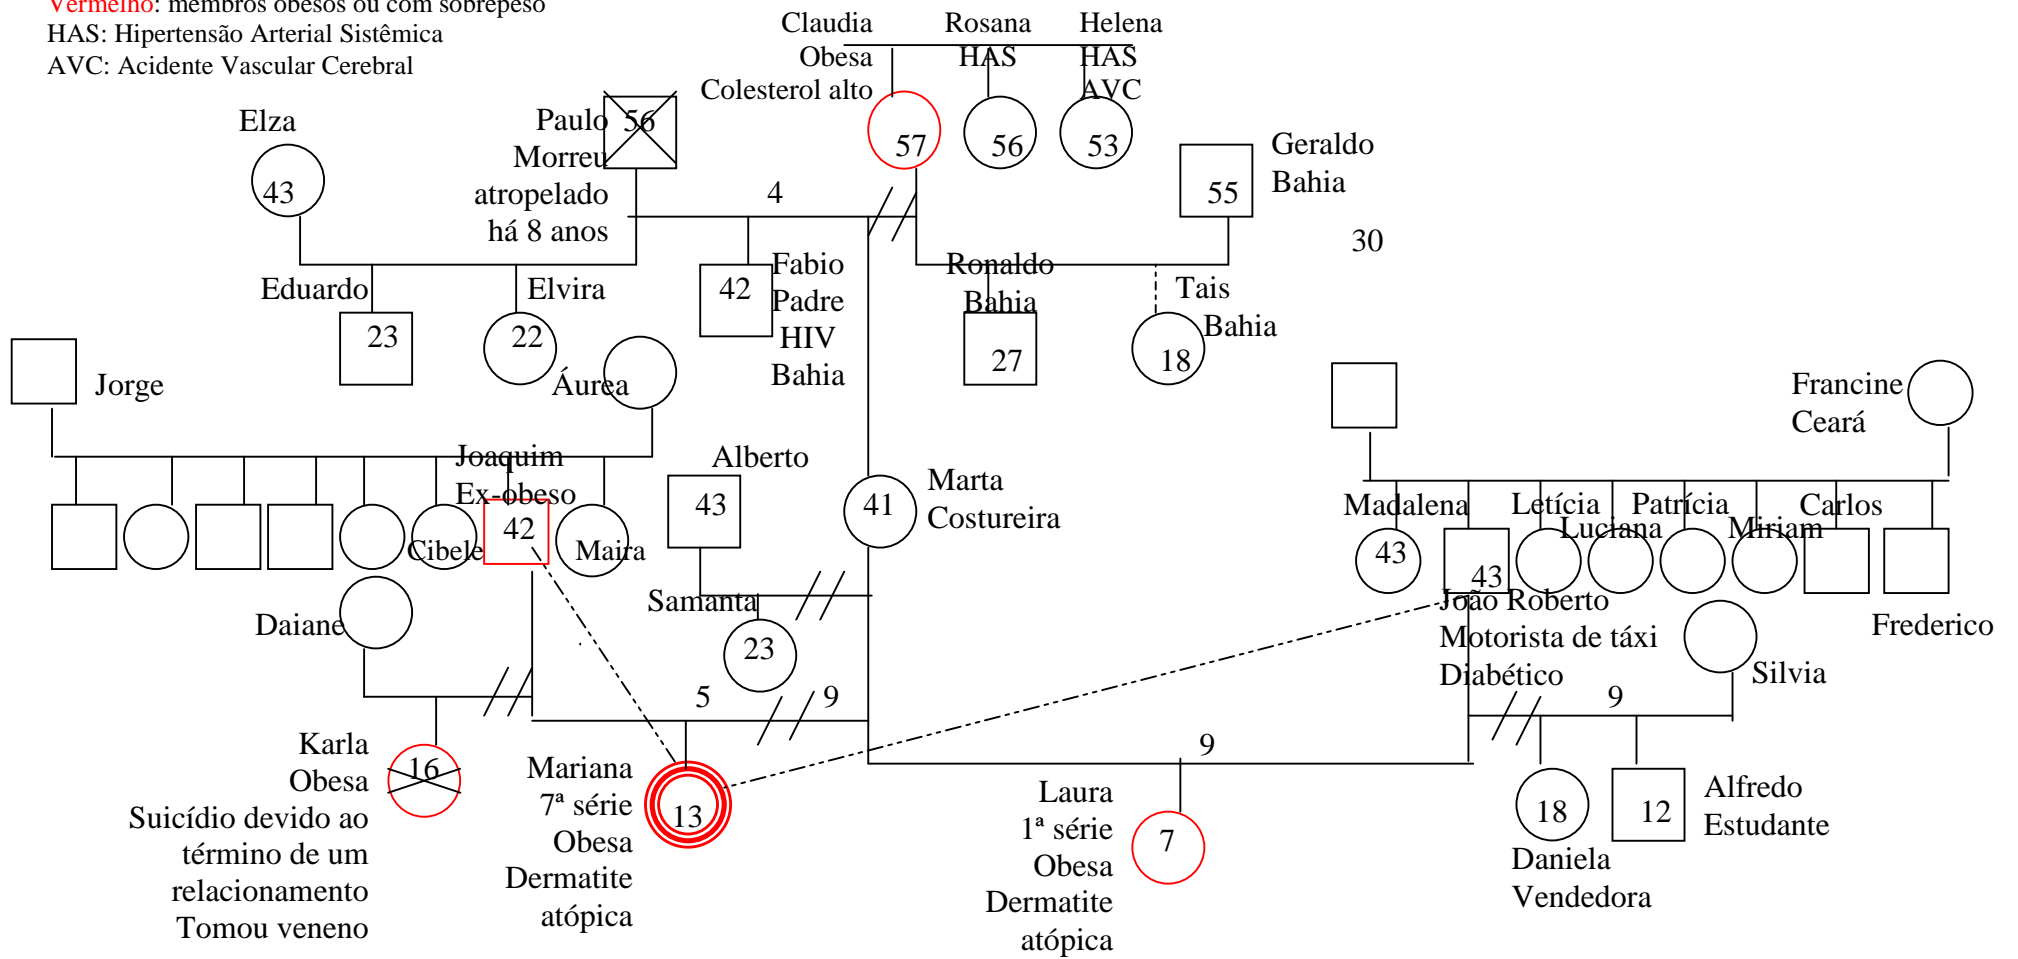 Vermelho: membros obesos ou com sobrepeso
HAS: Hipertensão Arterial Sistêmica
AVC: Acidente Vascular Cerebral
Claudia
Obesa
Colesterol alto
57
Rosana
HAS
56
Helena
HAS
AVC
53
Elza
43
Paulo
Morreu
atropelado
há 8 anos
56
4
Geraldo
Bahia
55
30
Eduardo
23
Elvira
22
Fabio
Padre
HIV
Bahia
42
Ronaldo
Bahia
27
Tais
Bahia
18
Jorge
Áurea
Francine
Ceará
Joaquim
Ex-obeso
42
Cibele
Maira
Alberto
43
Marta
Costureira
41
Madalena
43
Letícia
Luciana
Patrícia
Miriam
Carlos
Frederico
43
João Roberto
Motorista de táxi
Diabético
Samanta
23
Daiane
Silvia
5
9
9
9
Karla
Obesa
Suicídio devido ao
término de um
relacionamento
Tomou veneno
16
Mariana
7ª série
Obesa
Dermatite
atópica
13
Laura
1ª série
Obesa
Dermatite
atópica
7
18
Daniela
Vendedora
12
Alfredo
Estudante